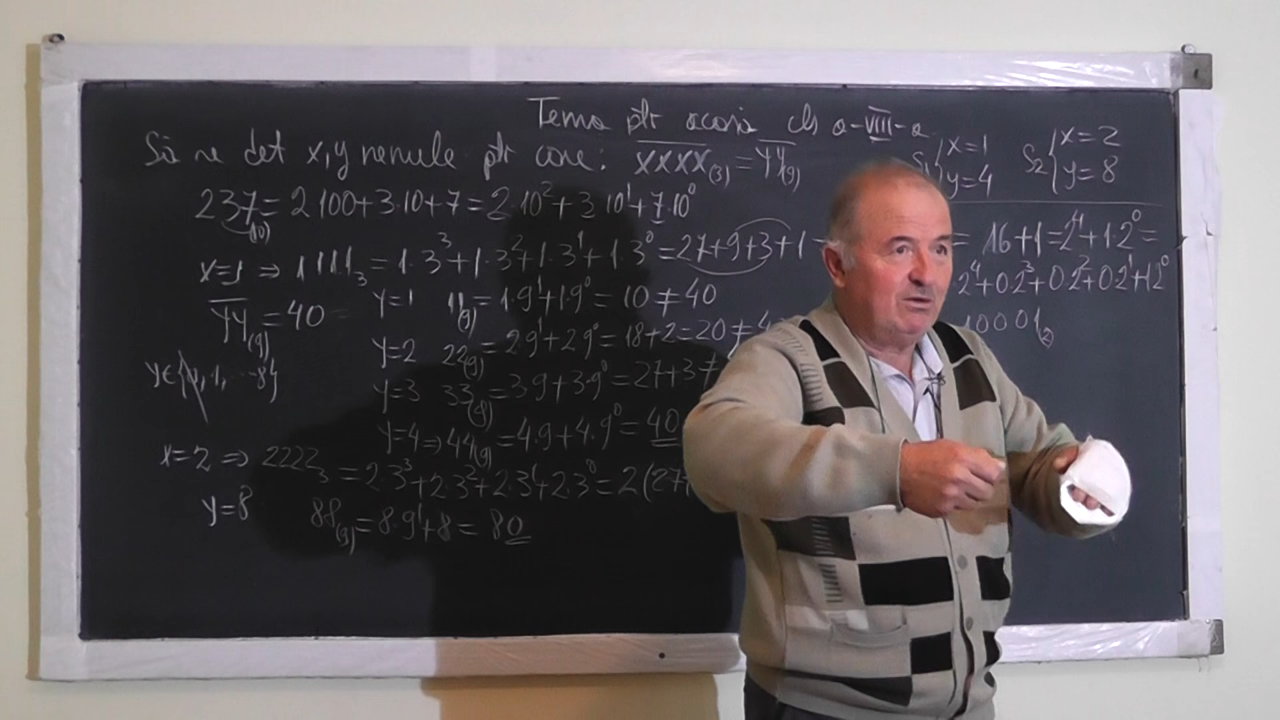 Tema ptr acasă cls a-VIII-a
Să se det x,y nenule ptr care: xxxx₍₃₎ = yy₍₉₎
S₁ { x=1 y=4 S₂ { x=2 y=8
237₍₁₀₎ = 2·100+3·10+7 = 2·10²+3·10¹+7·10⁰
x=1 ⇒ 1111₃ = 1·3³+1·3²+1·3¹+1·3⁰ = 27+9+3+1 =
= 16+1 = 2⁴+1·2⁰ =
2⁴+0·2³+0·2²+0·2¹+1·2⁰
10001₍₂₎
yy₍₉₎ = 40
y=1 11₍₉₎ = 1·9¹+1·9⁰ = 10 ≠ 40
y=2 22₍₉₎ = 2·9¹+2·9⁰ = 18+2 = 20 ≠ 4
y∈{0,1,...8}
y=3 33₍₉₎ = 3·9+3·9⁰ = 27+3 ≠
y=4 ⇒ 44₍₉₎ = 4·9+4·9⁰ = 40
x=2 ⇒ 2222₃ = 2·3³+2·3²+2·3¹+2·3⁰ = 2(27+
y=8 88₍₉₎ = 8·9¹+8 = 80